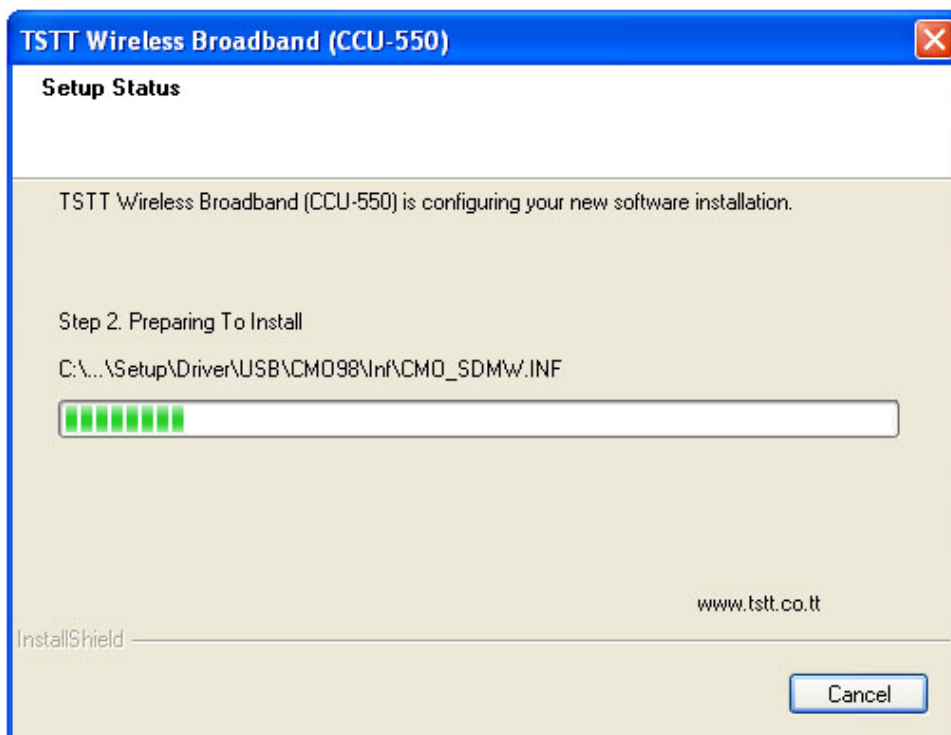 TSTT Wireless Broadband (CCU-550)
Setup Status
TSTT Wireless Broadband (CCU-550) is configuring your new software installation.
Step 2. Preparing To Install
C:\...\Setup\Driver\USB\CMO98\Inf\CMO_SDMW.INF
www.tstt.co.tt
InstallShield
Cancel